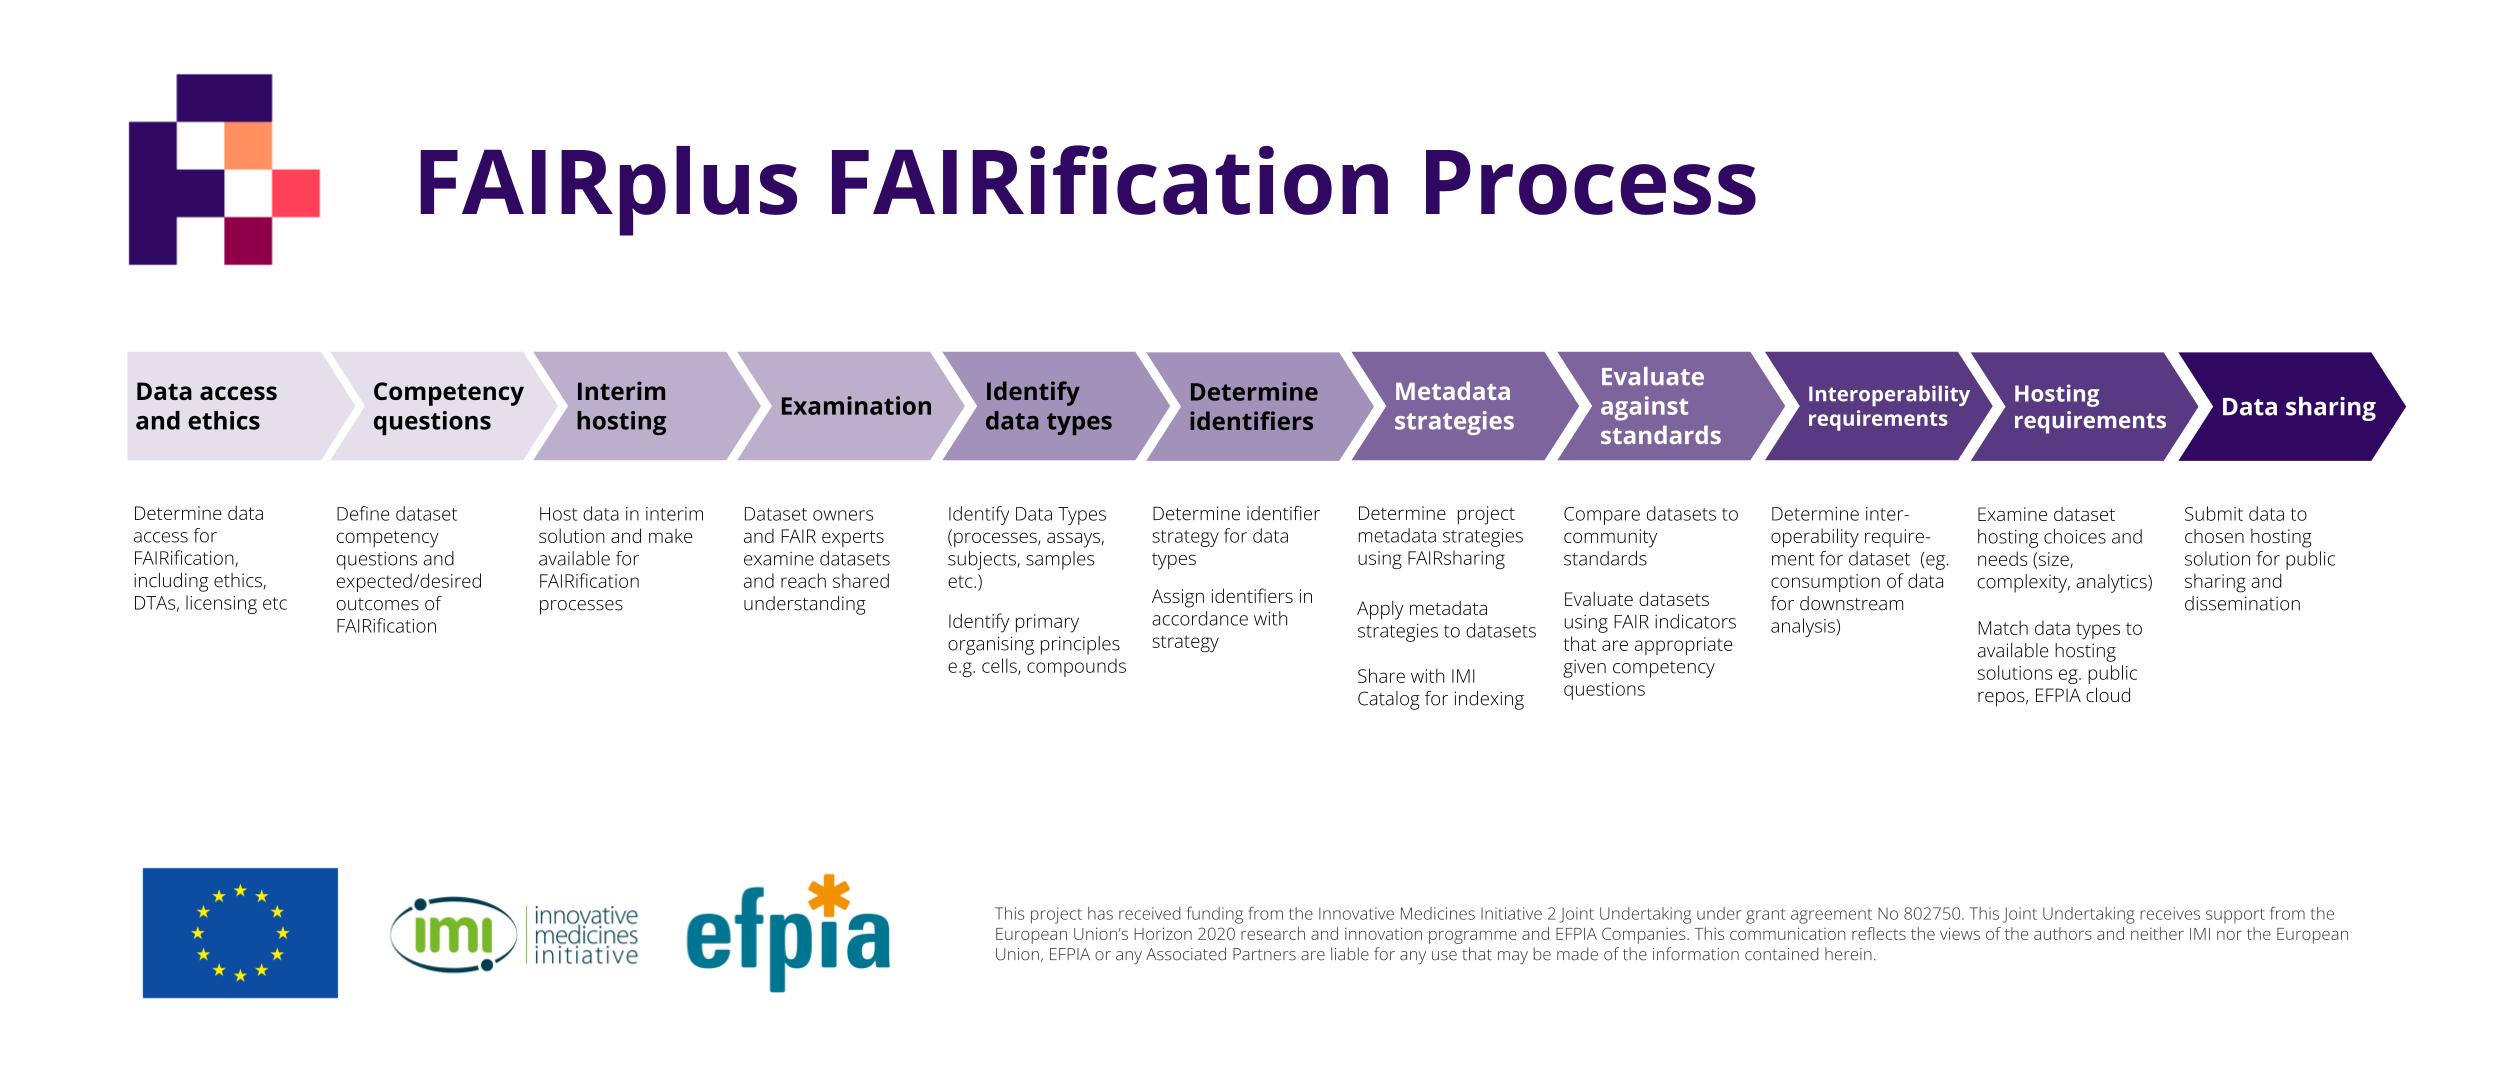 FAIRplus FAIRification Process
Data access
and ethics
Competency
questions
Interim
hosting
Examination
Identify
data types
Determine
identifiers
Metadata
strategies
Evaluate
against
standards
Interoperability
requirements
Hosting
requirements
Data sharing
Determine data
access for
FAIRification,
including ethics,
DTAs, licensing etc
Define dataset
competency
questions and
expected/desired
outcomes of
FAIRification
Host data in interim
solution and make
available for
FAIRification
processes
Dataset owners
and FAIR experts
examine datasets
and reach shared
understanding
Identify Data Types
(processes, assays,
subjects, samples
etc.)
Identify primary
organising principles
e.g. cells, compounds
Determine identifier
strategy for data
types
Assign identifiers in
accordance with
strategy
Determine  project
metadata strategies
using FAIRsharing
Apply metadata
strategies to datasets
Share with IMI
Catalog for indexing
Compare datasets to
community
standards
Evaluate datasets
using FAIR indicators
that are appropriate
given competency
questions
Determine inter-
operability require-
ment for dataset  (eg.
consumption of data
for downstream
analysis)
Examine dataset
hosting choices and
needs (size,
complexity, analytics)
Match data types to
available hosting
solutions eg. public
repos, EFPIA cloud
Submit data to
chosen hosting
solution for public
sharing and
dissemination
imi
innovative
medicines
initiative
efpia
This project has received funding from the Innovative Medicines Initiative 2 Joint Undertaking under grant agreement No 802750. This Joint Undertaking receives support from the
European Union’s Horizon 2020 research and innovation programme and EFPIA Companies. This communication reflects the views of the authors and neither IMI nor the European
Union, EFPIA or any Associated Partners are liable for any use that may be made of the information contained herein.